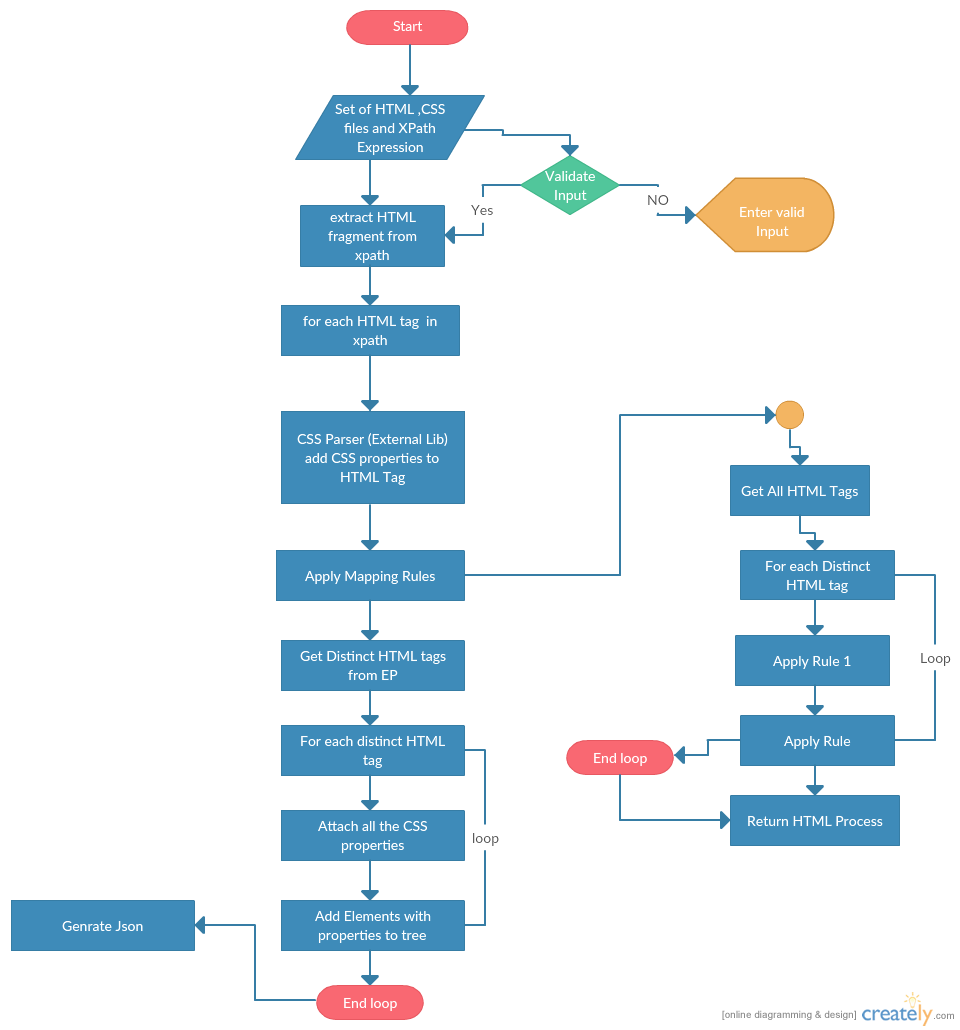 Start
Set of HTML ,CSS
files and XPath
Expression
Validate
Input
Yes
NO
Enter valid
Input
extract HTML
fragment from
xpath
for each HTML tag  in
xpath
CSS Parser (External Lib)
add CSS properties to
HTML Tag
Apply Mapping Rules
Get Distinct HTML tags
from EP
For each distinct HTML
tag
Attach all the CSS
properties
loop
Add Elements with
properties to tree
End loop
Genrate Json
Get All HTML Tags
For each Distinct
HTML tag
Apply Rule 1
Loop
Apply Rule
End loop
Return HTML Process
[online diagramming & design] creately.com